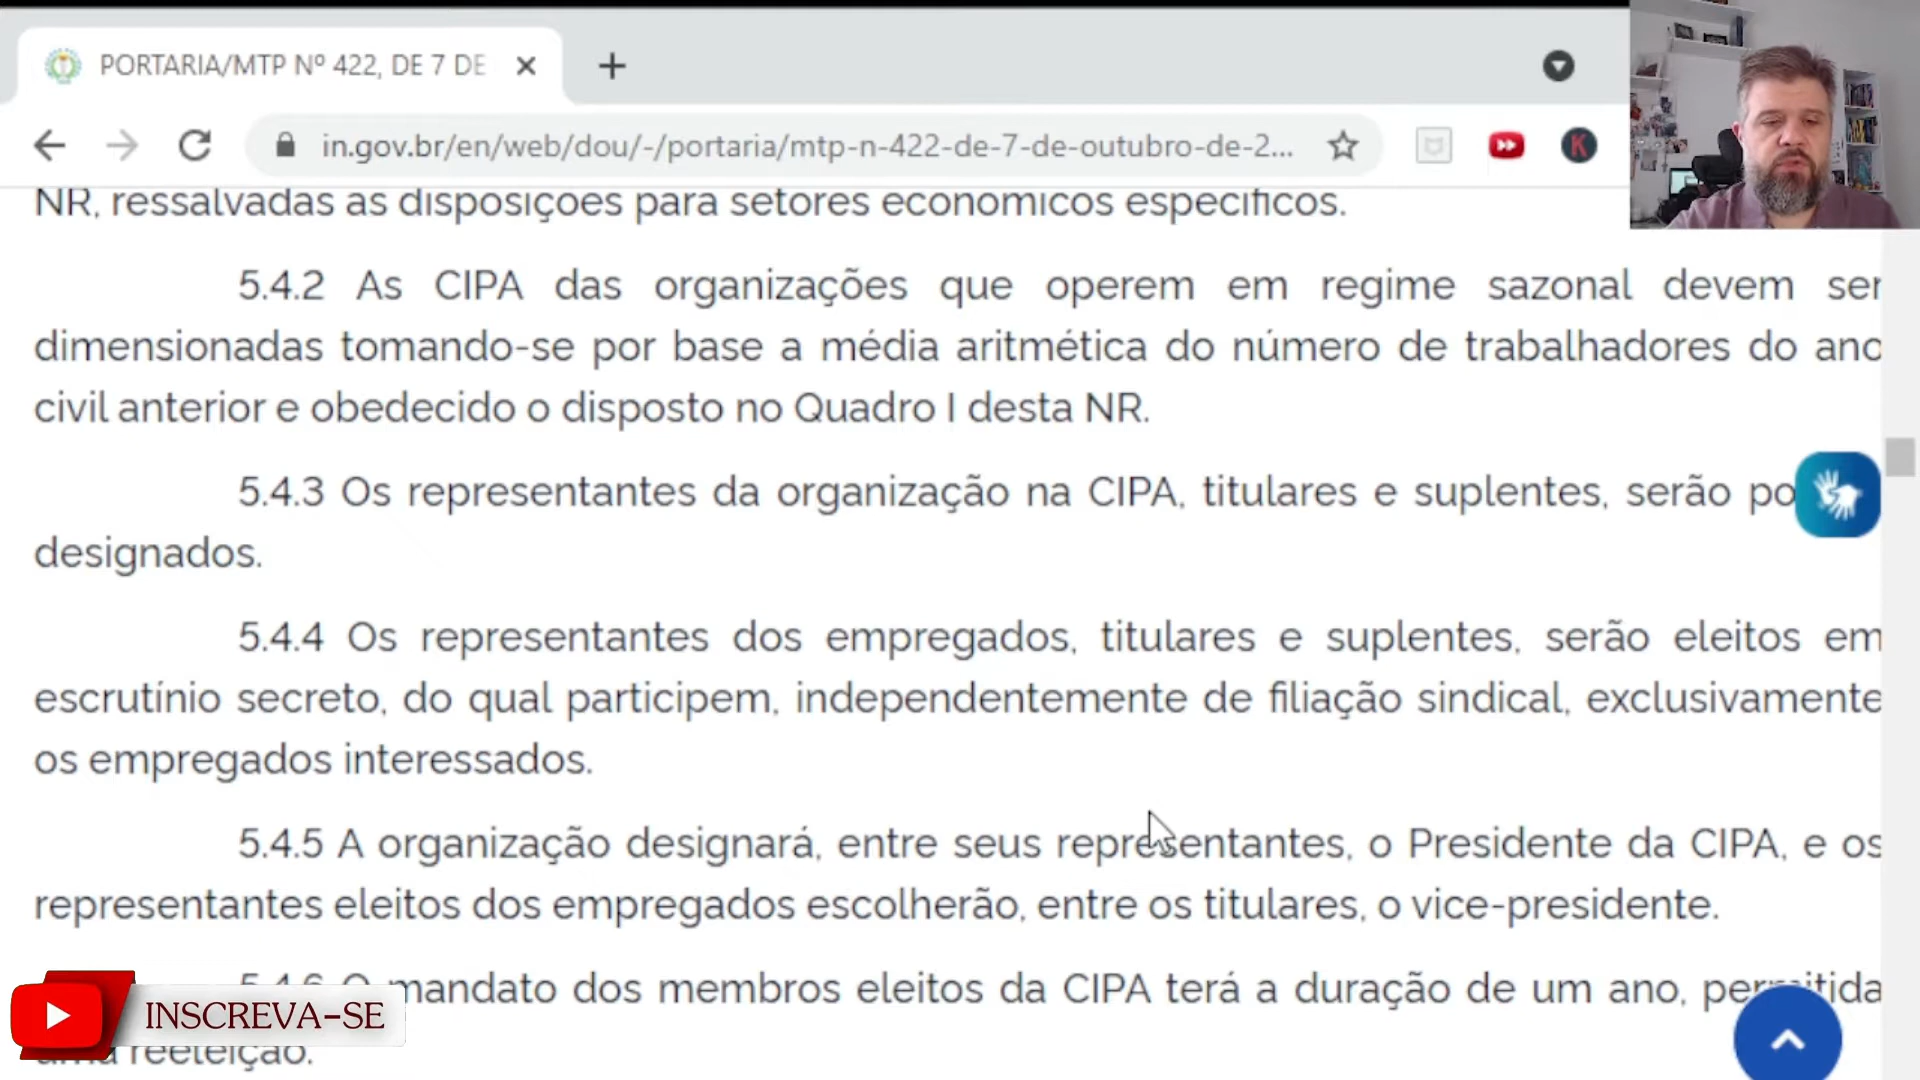 PORTARIA/MTP Nº 422, DE 7 DE
in.gov.br/en/web/dou/-/portaria/mtp-n-422-de-7-de-outubro-de-2...
NR, ressalvadas as disposições para setores econômicos específicos.
5.4.2 As CIPA das organizações que operem em regime sazonal devem ser
dimensionadas tomando-se por base a média aritmética do número de trabalhadores do ano
civil anterior e obedecido o disposto no Quadro I desta NR.
5.4.3 Os representantes da organização na CIPA, titulares e suplentes, serão po
designados.
5.4.4 Os representantes dos empregados, titulares e suplentes, serão eleitos em
escrutínio secreto, do qual participem, independentemente de filiação sindical, exclusivamente
os empregados interessados.
5.4.5 A organização designará, entre seus representantes, o Presidente da CIPA, e os
representantes eleitos dos empregados escolherão, entre os titulares, o vice-presidente.
5.4.6 O mandato dos membros eleitos da CIPA terá a duração de um ano, permitida
uma reeleição.
INSCREVA-SE
K